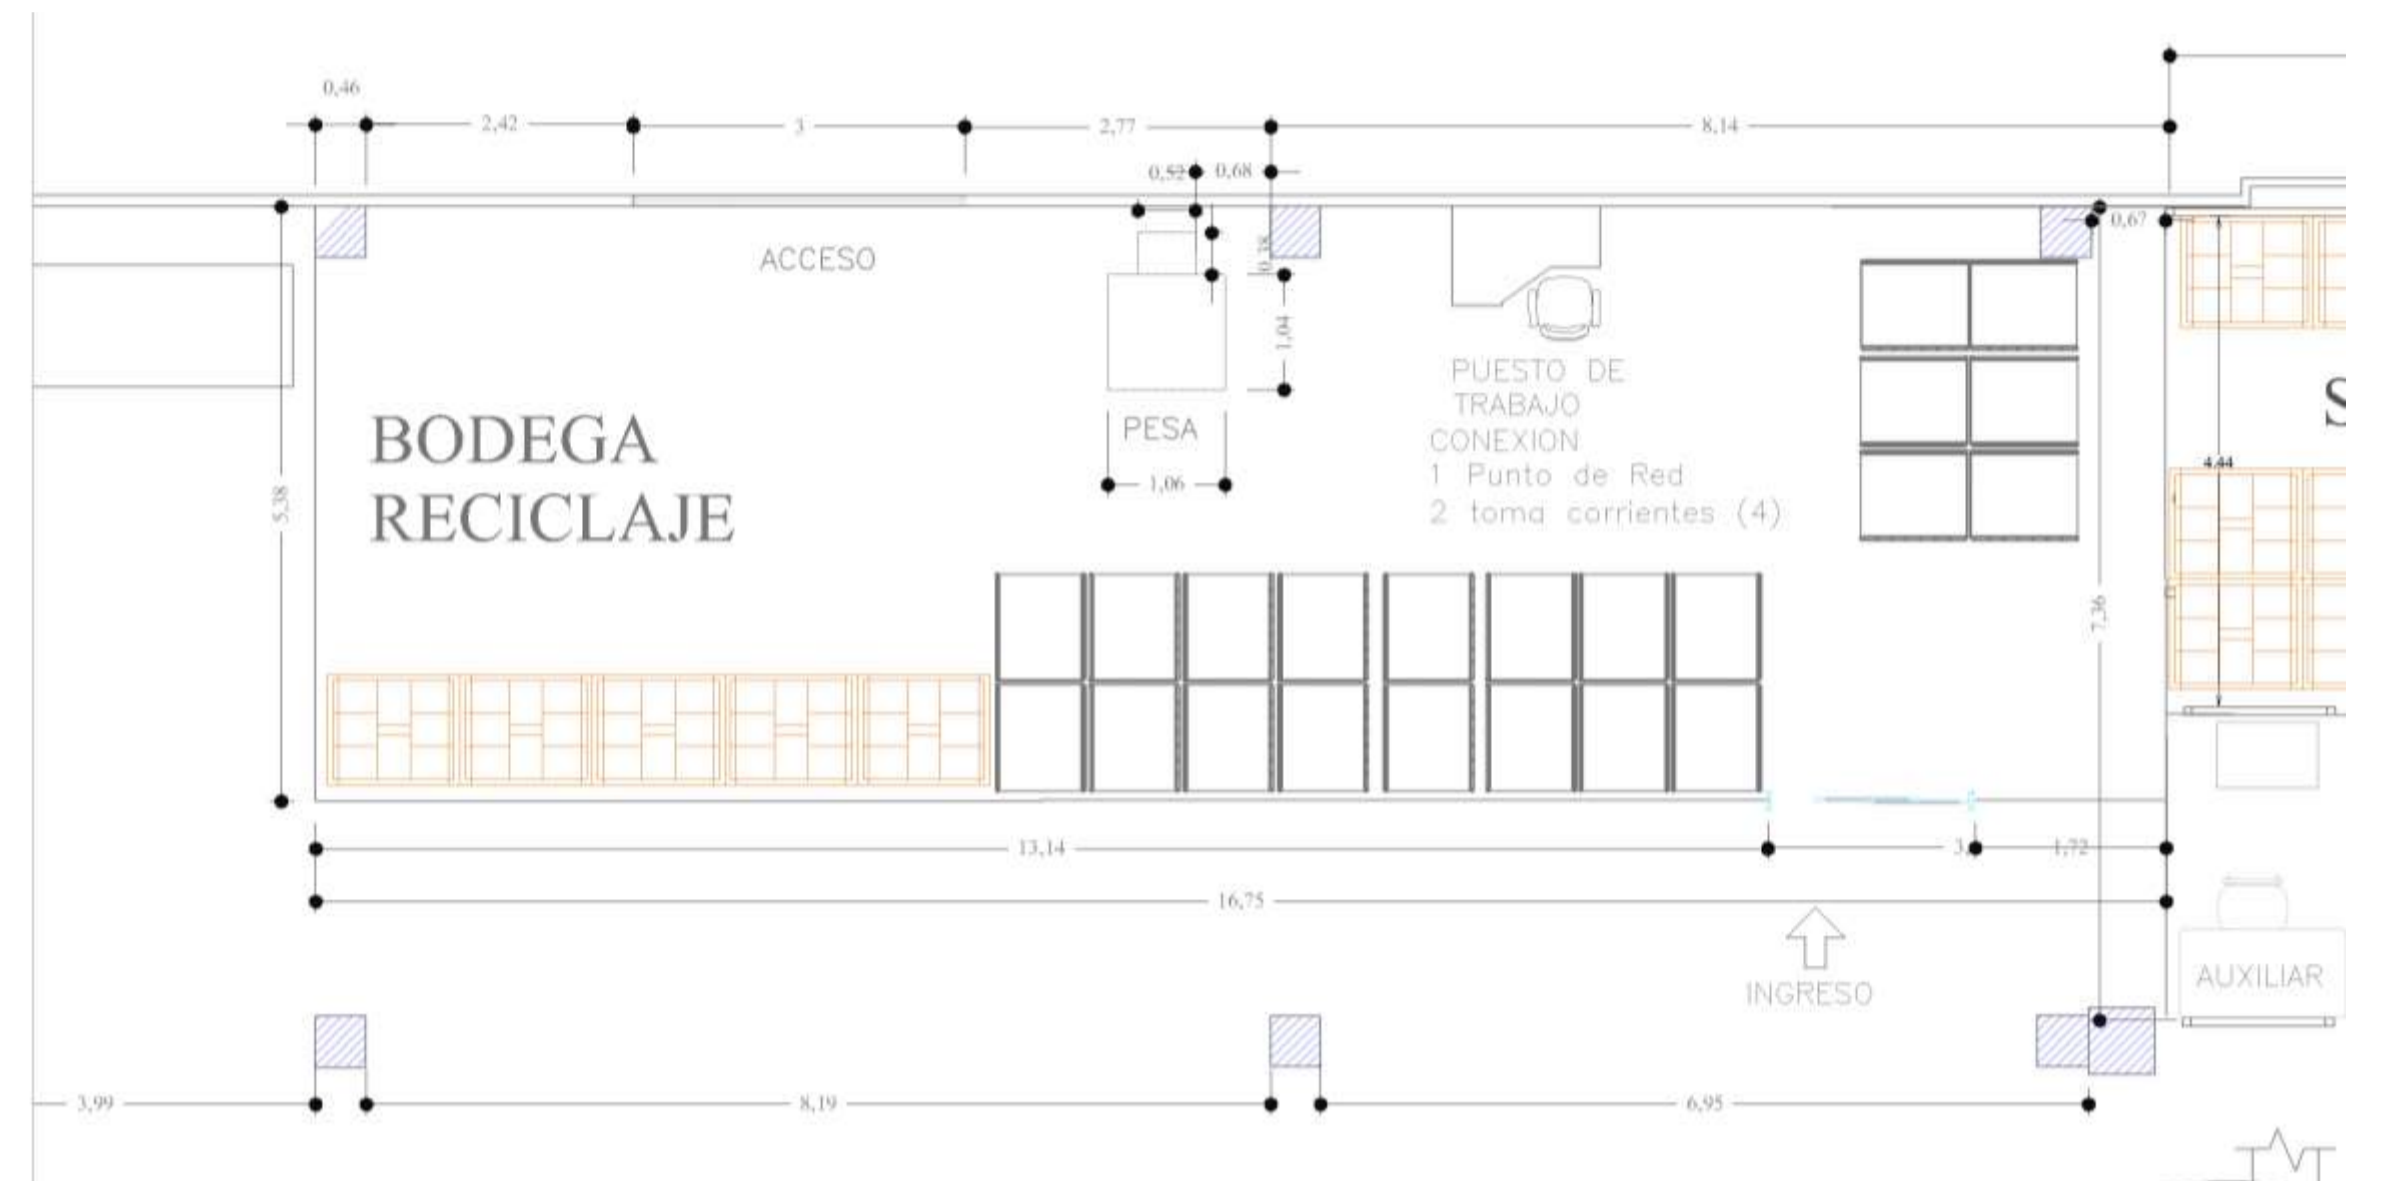 0,46
2,42
3
2,77
8,14
0,52
0,68
0,67
ACCESO
0,38
1,04
PUESTO DE
TRABAJO
CONEXION
1 Punto de Red
2 toma corrientes (4)
PESA
1,06
BODEGA
RECICLAJE
5,38
S
4,44
7,36
13,14
1,72
16,75
INGRESO
AUXILIAR
3,99
8,19
6,95